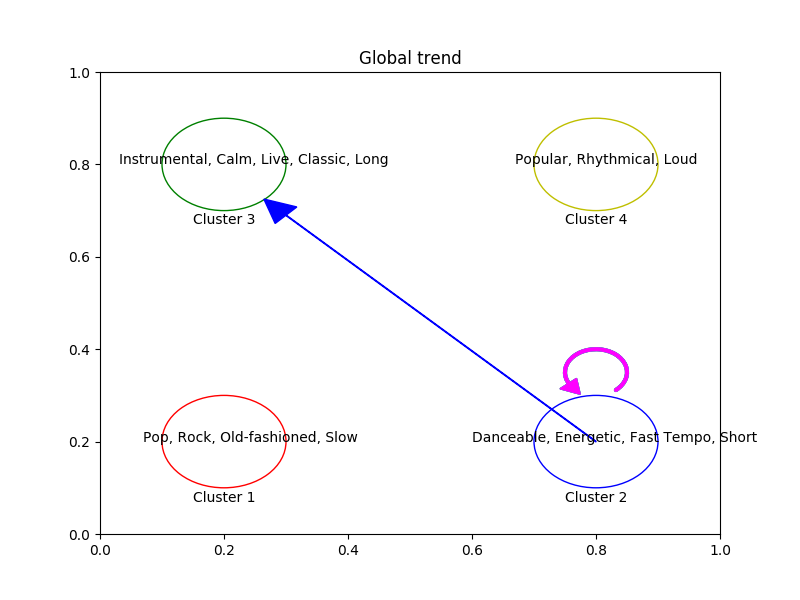 Global trend
1.0
Instrumental, Calm, Live, Classic, Long
Popular, Rhythmical, Loud
0.8
Cluster 3
Cluster 4
0.6
0.4
Pop, Rock, Old-fashioned, Slow
Danceable, Energetic, Fast Tempo, Short
0.2
Cluster 1
Cluster 2
0.0
0.0 0.2 0.4 0.6 0.8 1.0